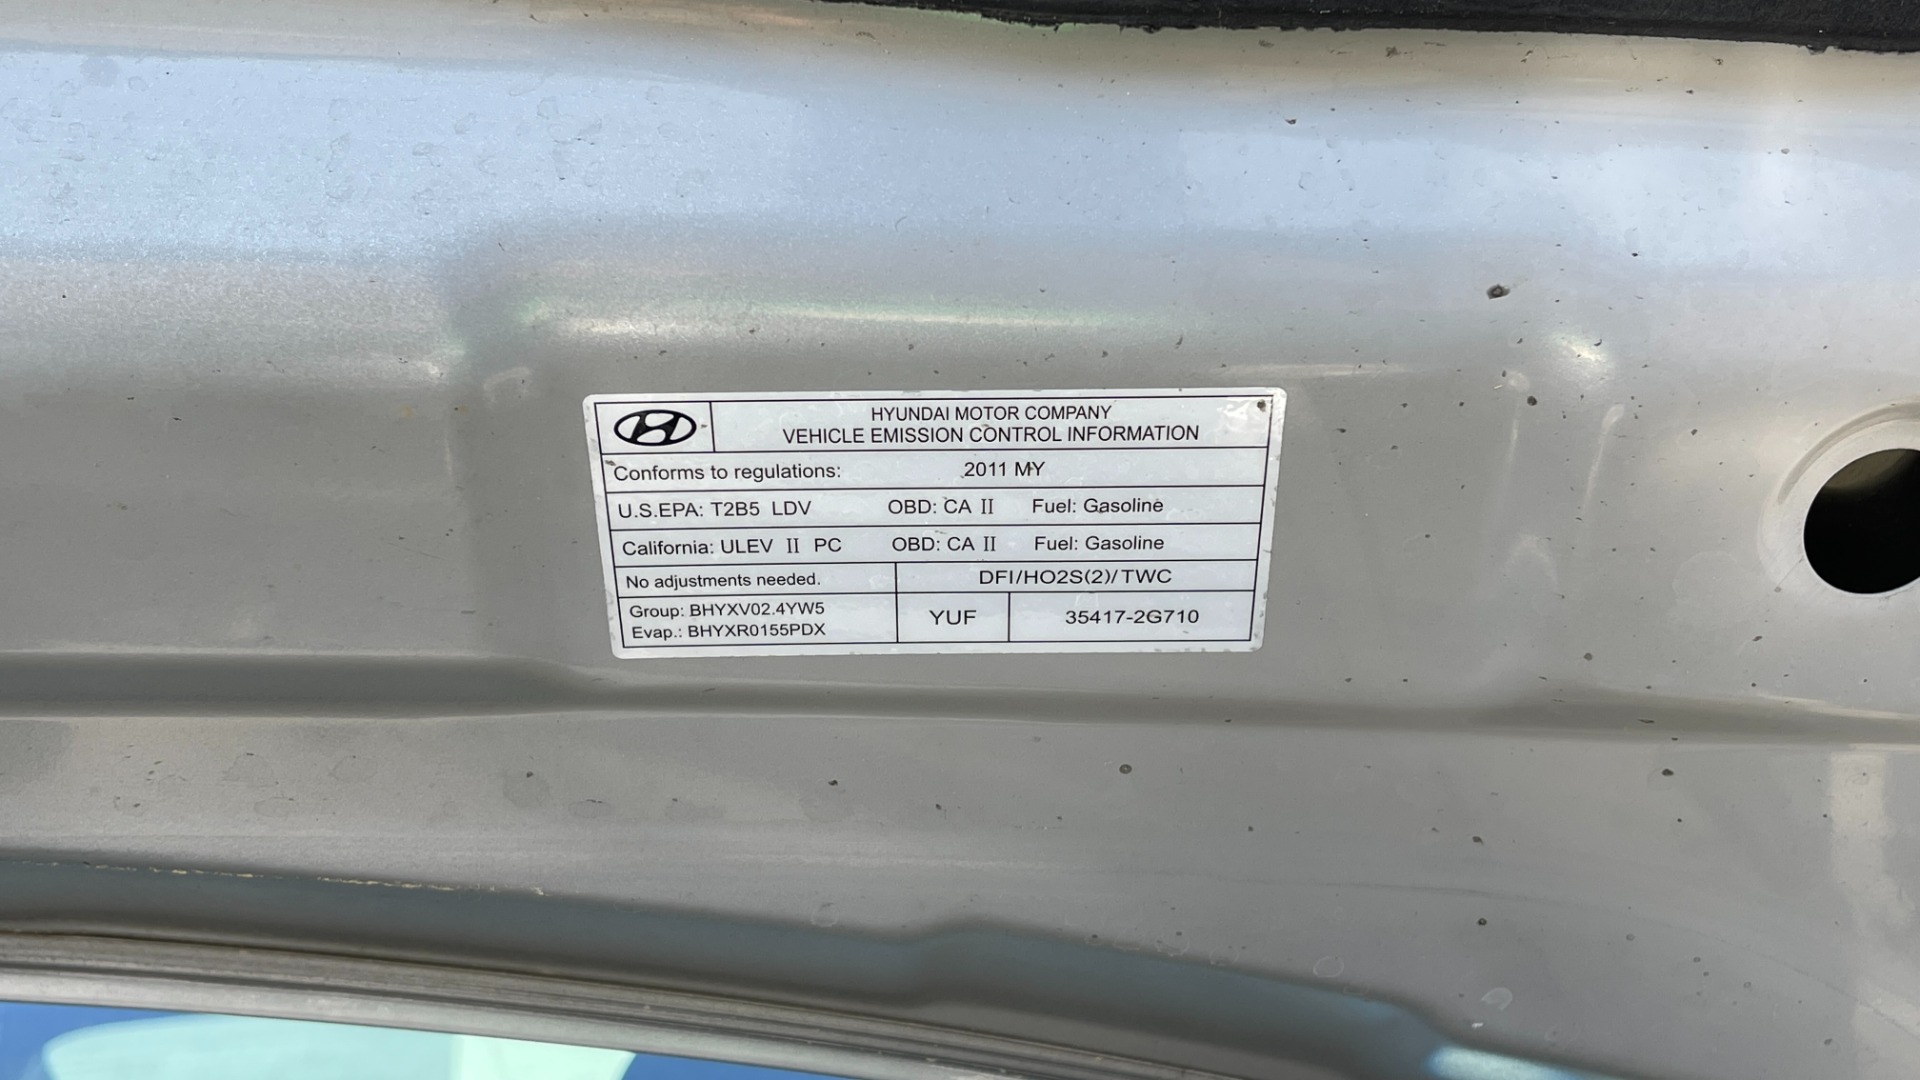 HYUNDAI MOTOR COMPANY
VEHICLE EMISSION CONTROL INFORMATION
Conforms to regulations: 2011 MY
U.S.EPA: T2B5 LDV OBD: CA II Fuel: Gasoline
California: ULEV II PC OBD: CA II Fuel: Gasoline
No adjustments needed. DFI/HO2S(2)/TWC
Group: BHYXV02.4YW5
Evap.: BHYXR0155PDX
YUF 35417-2G710